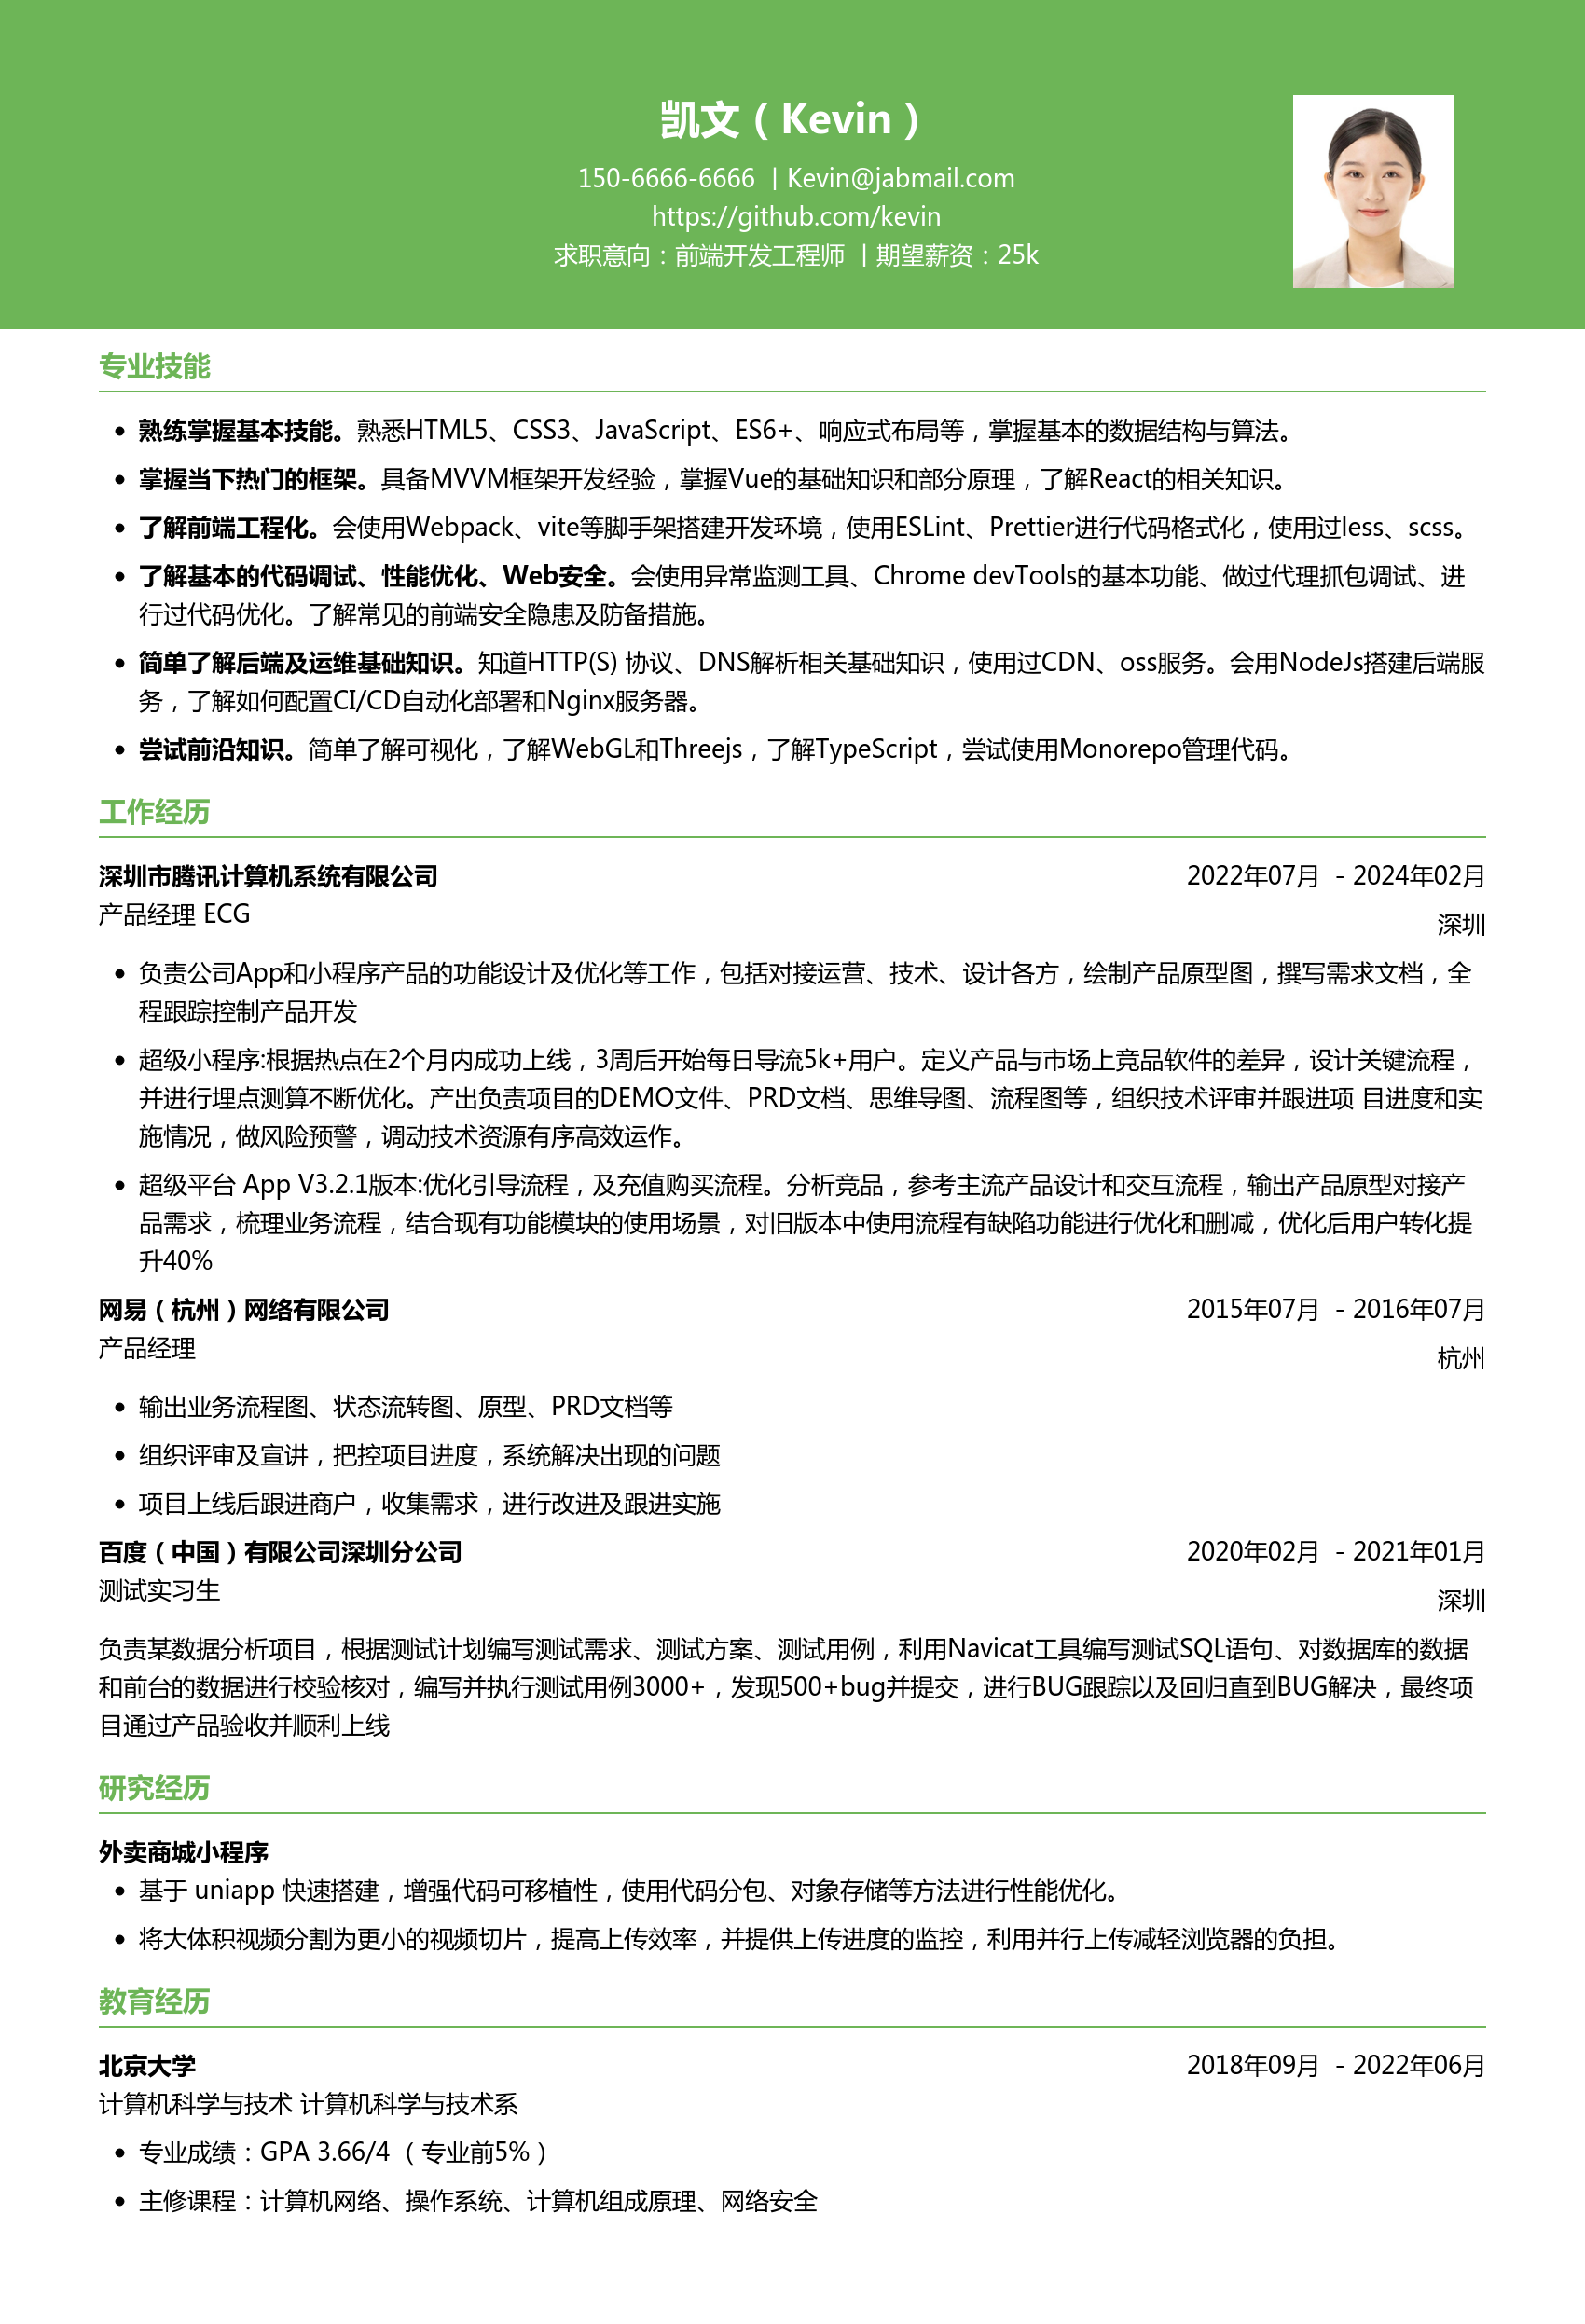 凯文（Kevin）
150-6666-6666 | Kevin@jabmail.com
https://github.com/kevin
求职意向：前端开发工程师 | 期望薪资：25k
专业技能
• 熟练掌握基本技能。熟悉HTML5、CSS3、JavaScript、ES6+、响应式布局等，掌握基本的数据结构与算法。
• 掌握当下热门的框架。具备MVVM框架开发经验，掌握Vue的基础知识和部分原理，了解React的相关知识。
• 了解前端工程化。会使用Webpack、vite等脚手架搭建开发环境，使用ESLint、Prettier进行代码格式化，使用过less、scss。
• 了解基本的代码调试、性能优化、Web安全。会使用异常监测工具、Chrome devTools的基本功能、做过代理抓包调试、进
行过代码优化。了解常见的前端安全隐患及防备措施。
• 简单了解后端及运维基础知识。知道HTTP(S) 协议、DNS解析相关基础知识，使用过CDN、oss服务。会用NodeJs搭建后端服
务，了解如何配置CI/CD自动化部署和Nginx服务器。
• 尝试前沿知识。简单了解可视化，了解WebGL和Threejs，了解TypeScript，尝试使用Monorepo管理代码。
工作经历
深圳市腾讯计算机系统有限公司 2022年07月 - 2024年02月
产品经理 ECG
深圳
• 负责公司App和小程序产品的功能设计及优化等工作，包括对接运营、技术、设计各方，绘制产品原型图，撰写需求文档，全
程跟踪控制产品开发
• 超级小程序:根据热点在2个月内成功上线，3周后开始每日导流5k+用户。定义产品与市场上竞品软件的差异，设计关键流程，
并进行埋点测算不断优化。产出负责项目的DEMO文件、PRD文档、思维导图、流程图等，组织技术评审并跟进项 目进度和实
施情况，做风险预警，调动技术资源有序高效运作。
• 超级平台 App V3.2.1版本:优化引导流程，及充值购买流程。分析竞品，参考主流产品设计和交互流程，输出产品原型对接产
品需求，梳理业务流程，结合现有功能模块的使用场景，对旧版本中使用流程有缺陷功能进行优化和删减，优化后用户转化提
升40%
网易（杭州）网络有限公司 2015年07月 - 2016年07月
产品经理
杭州
• 输出业务流程图、状态流转图、原型、PRD文档等
• 组织评审及宣讲，把控项目进度，系统解决出现的问题
• 项目上线后跟进商户，收集需求，进行改进及跟进实施
百度（中国）有限公司深圳分公司 2020年02月 - 2021年01月
测试实习生
深圳
负责某数据分析项目，根据测试计划编写测试需求、测试方案、测试用例，利用Navicat工具编写测试SQL语句、对数据库的数据
和前台的数据进行校验核对，编写并执行测试用例3000+，发现500+bug并提交，进行BUG跟踪以及回归直到BUG解决，最终项
目通过产品验收并顺利上线
研究经历
外卖商城小程序
• 基于 uniapp 快速搭建，增强代码可移植性，使用代码分包、对象存储等方法进行性能优化。
• 将大体积视频分割为更小的视频切片，提高上传效率，并提供上传进度的监控，利用并行上传减轻浏览器的负担。
教育经历
北京大学 2018年09月 - 2022年06月
计算机科学与技术 计算机科学与技术系
• 专业成绩：GPA 3.66/4 （专业前5%）
• 主修课程：计算机网络、操作系统、计算机组成原理、网络安全